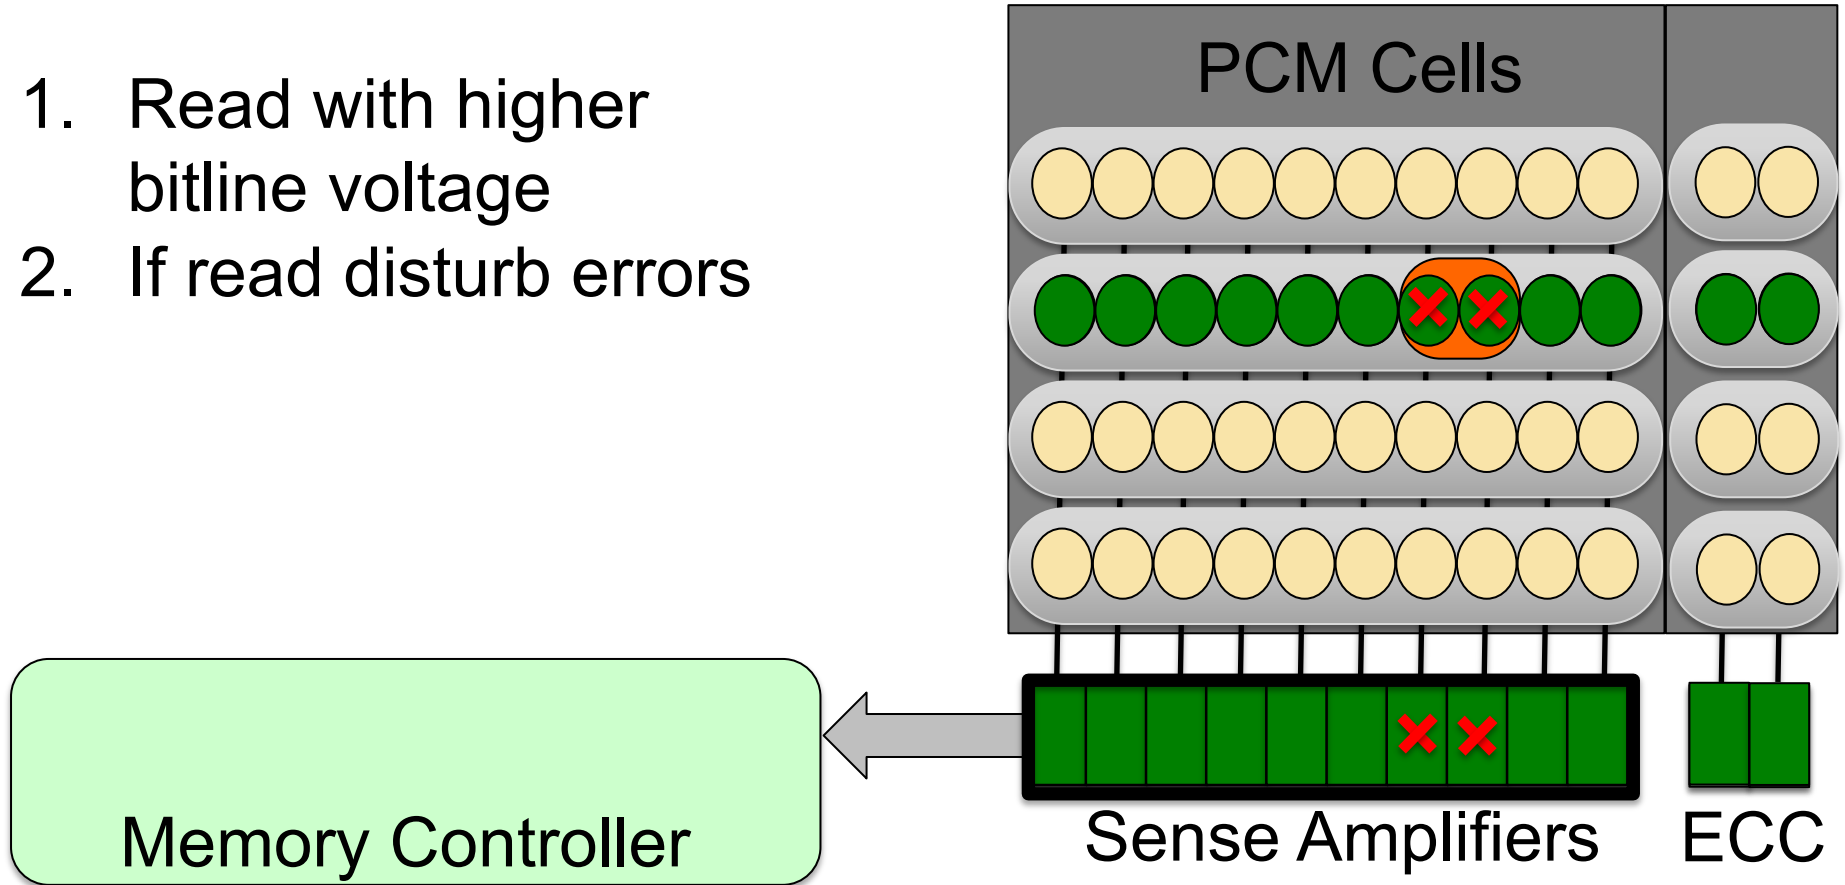 1. Read with higher
bitline voltage
2. If read disturb errors
PCM Cells
Memory Controller
Sense Amplifiers
ECC